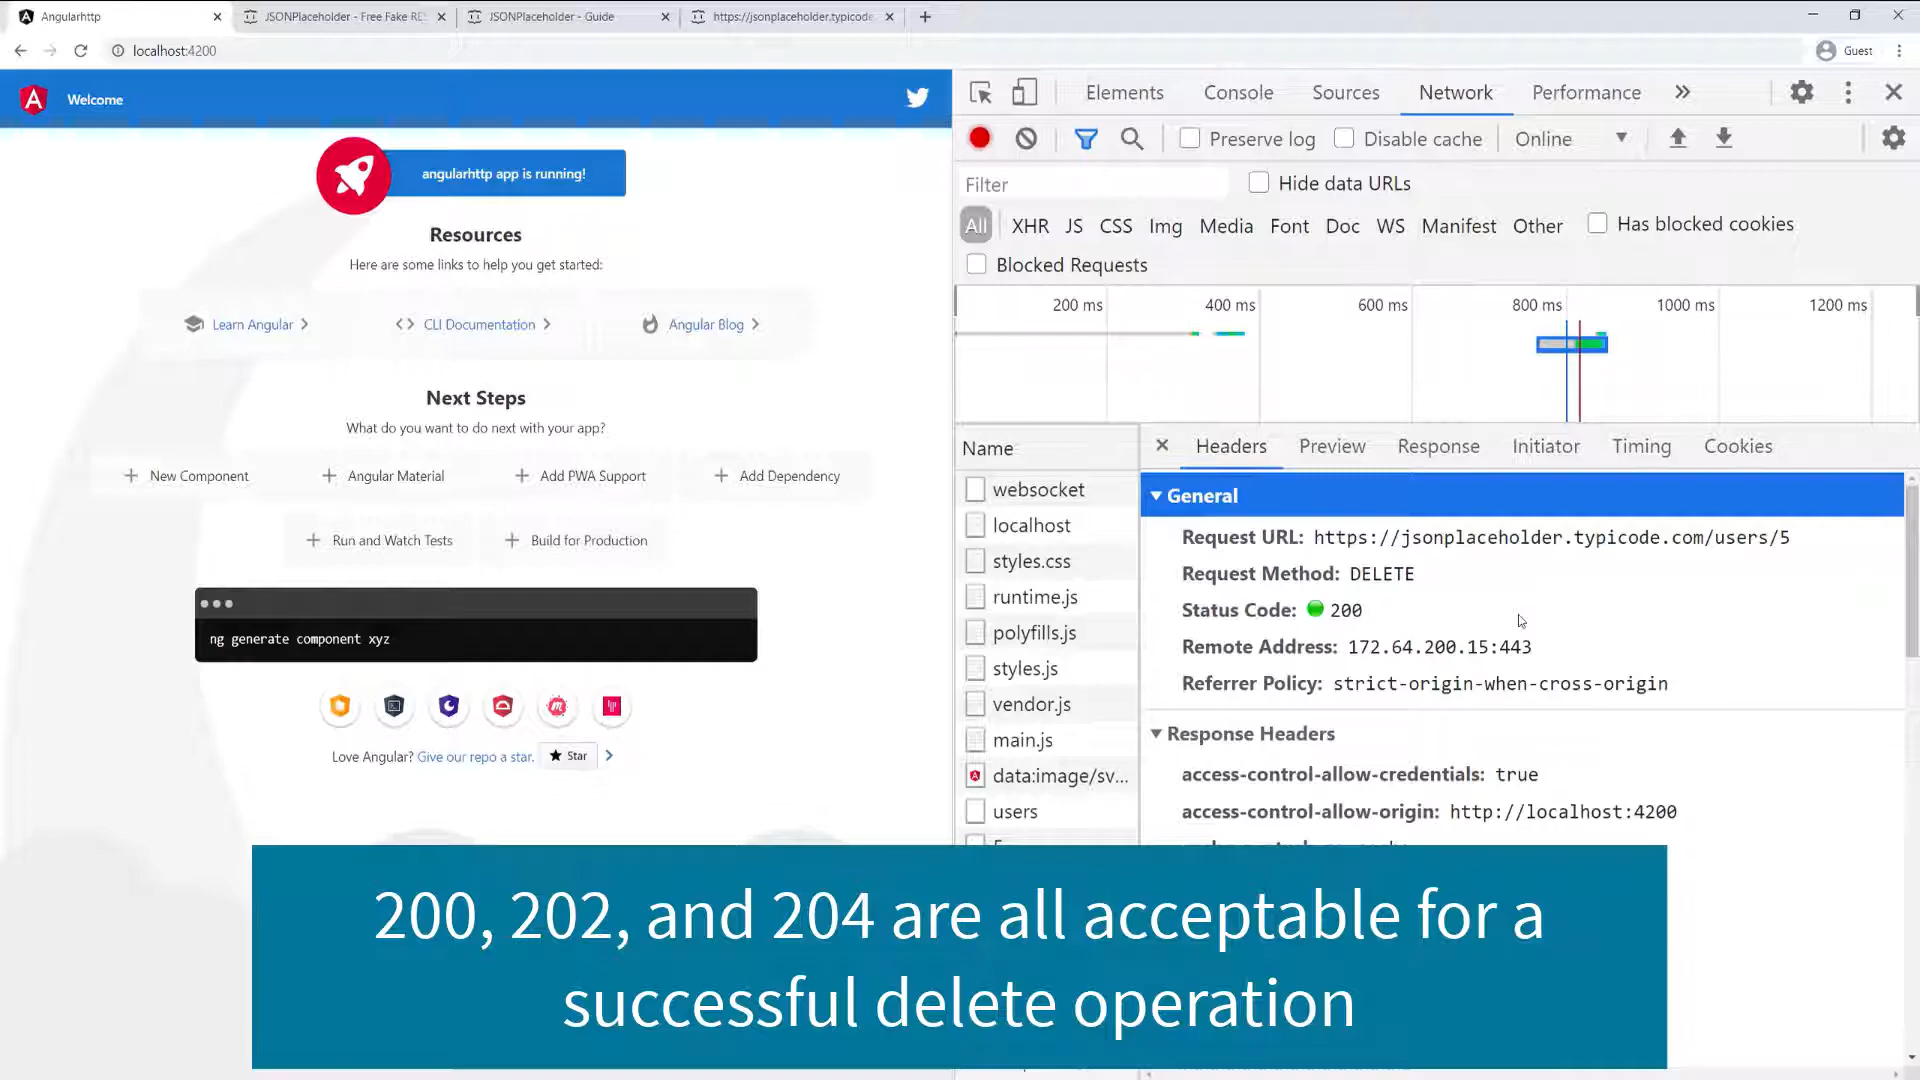 Angularhttp
JSONPlaceholder - Free Fake RES
JSONPlaceholder - Guide
https://jsonplaceholder.typicode
localhost:4200
Guest
Welcome
angularhttp app is running!
Resources
Here are some links to help you get started:
Learn Angular
CLI Documentation
Angular Blog
Next Steps
What do you want to do next with your app?
New Component
Angular Material
Add PWA Support
Add Dependency
Run and Watch Tests
Build for Production
ng generate component xyz
Love Angular? Give our repo a star.
Star
Elements
Console
Sources
Network
Performance
Preserve log
Disable cache
Online
Filter
Hide data URLs
All
XHR
JS
CSS
Img
Media
Font
Doc
WS
Manifest
Other
Has blocked cookies
Blocked Requests
200 ms
400 ms
600 ms
800 ms
1000 ms
1200 ms
Name
websocket
localhost
styles.css
runtime.js
polyfills.js
styles.js
vendor.js
main.js
data:image/sv...
users
Headers
Preview
Response
Initiator
Timing
Cookies
General
Request URL: https://jsonplaceholder.typicode.com/users/5
Request Method: DELETE
Status Code: 200
Remote Address: 172.64.200.15:443
Referrer Policy: strict-origin-when-cross-origin
Response Headers
access-control-allow-credentials: true
access-control-allow-origin: http://localhost:4200
200, 202, and 204 are all acceptable for a
successful delete operation